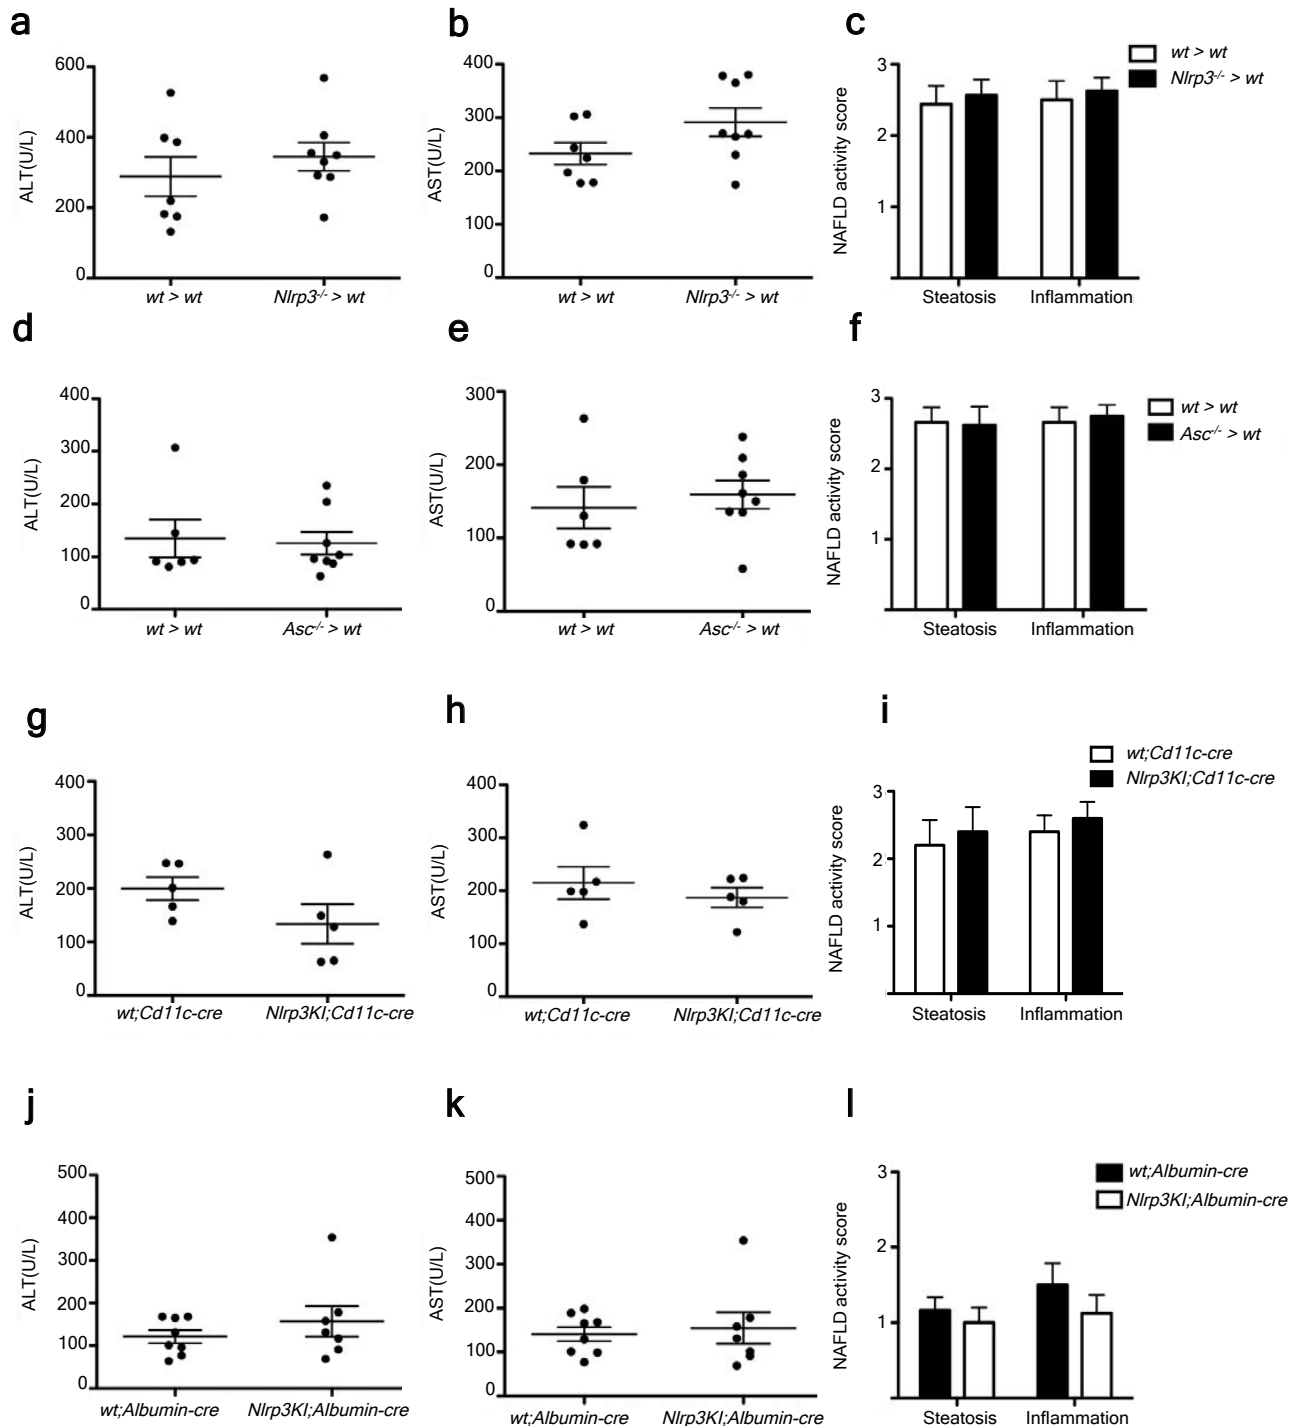 a
ALT(U/L)
600
400
200
0
wt > wt
Nlrp3-/- > wt
b
AST(U/L)
400
300
200
100
0
wt > wt
Nlrp3-/- > wt
c
NAFLD activity score
3
2
1
Steatosis
Inflammation
wt > wt
Nlrp3-/- > wt
d
ALT(U/L)
400
300
200
100
0
wt > wt
Asc-/- > wt
e
AST(U/L)
300
200
100
0
wt > wt
Asc-/- > wt
f
NAFLD activity score
3
2
1
Steatosis
Inflammation
wt > wt
Asc-/- > wt
g
ALT(U/L)
400
300
200
100
0
wt;Cd11c-cre
Nlrp3KI;Cd11c-cre
h
AST(U/L)
400
300
200
100
0
wt;Cd11c-cre
Nlrp3KI;Cd11c-cre
i
NAFLD activity score
3
2
1
Steatosis
Inflammation
wt;Cd11c-cre
Nlrp3KI;Cd11c-cre
j
ALT(U/L)
500
400
300
200
100
0
wt;Albumin-cre
Nlrp3KI;Albumin-cre
k
AST(U/L)
500
400
300
200
100
0
wt;Albumin-cre
Nlrp3KI;Albumin-cre
l
NAFLD activity score
3
2
1
Steatosis
Inflammation
wt;Albumin-cre
Nlrp3KI;Albumin-cre